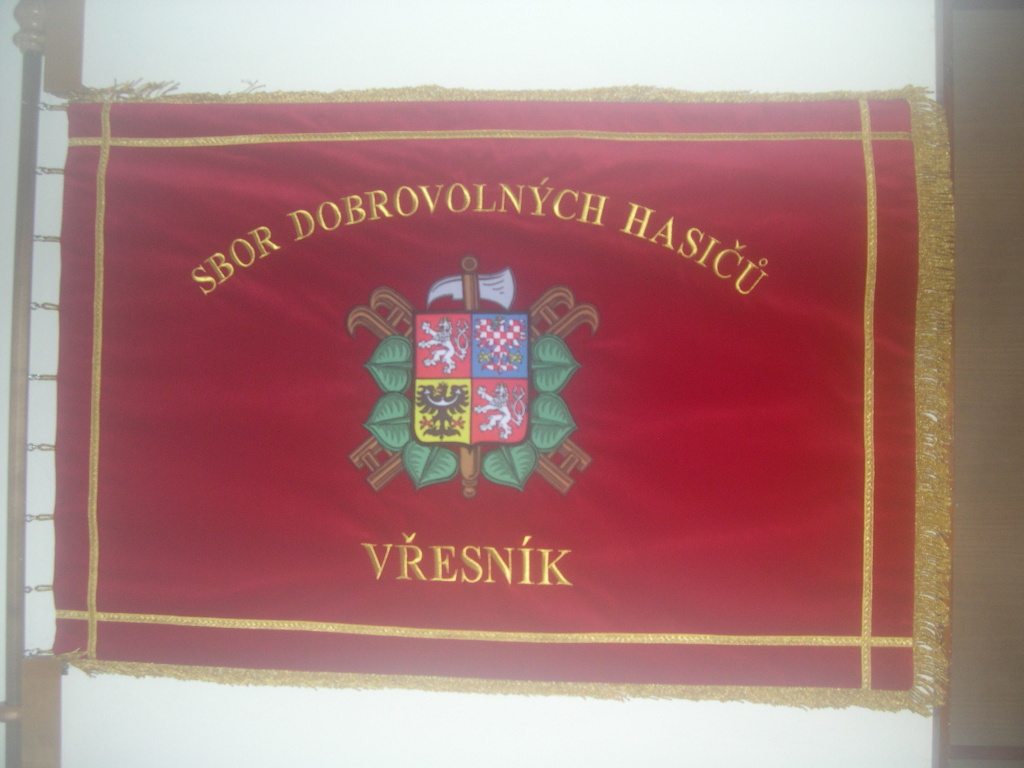 SBOR DOBROVOLNÝCH HASIČŮ
VŘESNÍK